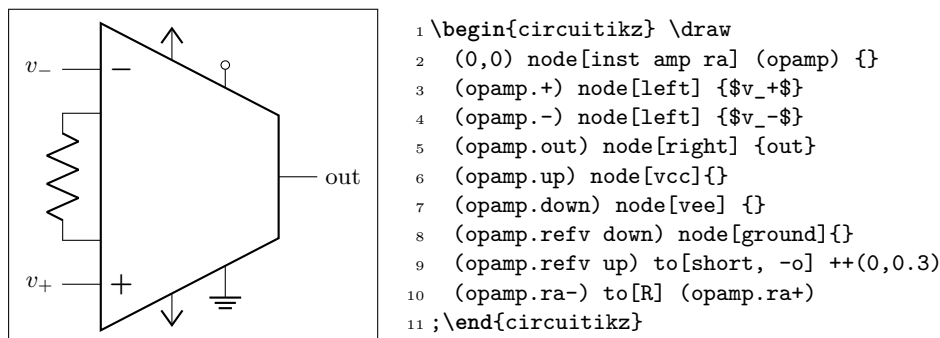 v₋
−
v₊
+
out
1 \begin{circuitikz} \draw
2 (0,0) node[inst amp ra] (opamp) {}
3 (opamp.+) node[left] {$v_+$}
4 (opamp.-) node[left] {$v_-$}
5 (opamp.out) node[right] {out}
6 (opamp.up) node[vcc]{}
7 (opamp.down) node[vee] {}
8 (opamp.refv down) node[ground]{}
9 (opamp.refv up) to[short, -o] ++(0,0.3)
10 (opamp.ra-) to[R] (opamp.ra+)
11 ;\end{circuitikz}